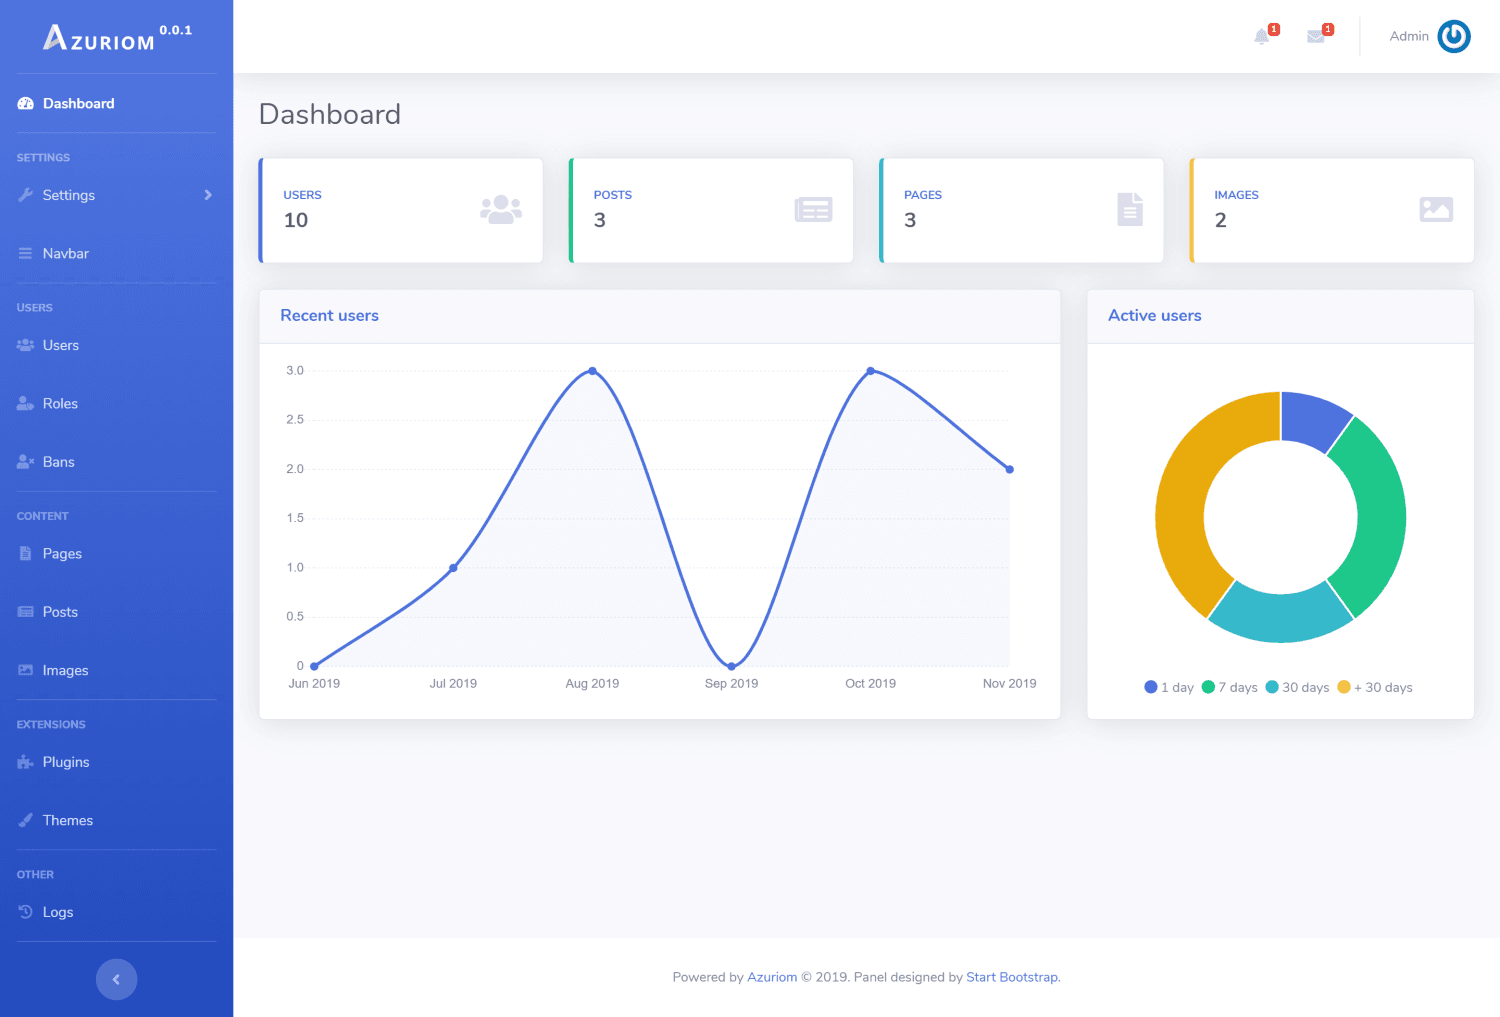 AZURIOM 0.0.1
Dashboard
SETTINGS
Settings
Navbar
USERS
Users
Roles
Bans
CONTENT
Pages
Posts
Images
EXTENSIONS
Plugins
Themes
OTHER
Logs
1
1
Admin
Dashboard
USERS
10
POSTS
3
PAGES
3
IMAGES
2
Recent users
3.0
2.5
2.0
1.5
1.0
0.5
0
Jun 2019 Jul 2019 Aug 2019 Sep 2019 Oct 2019 Nov 2019
Active users
1 day 7 days 30 days + 30 days
Powered by Azuriom © 2019. Panel designed by Start Bootstrap.